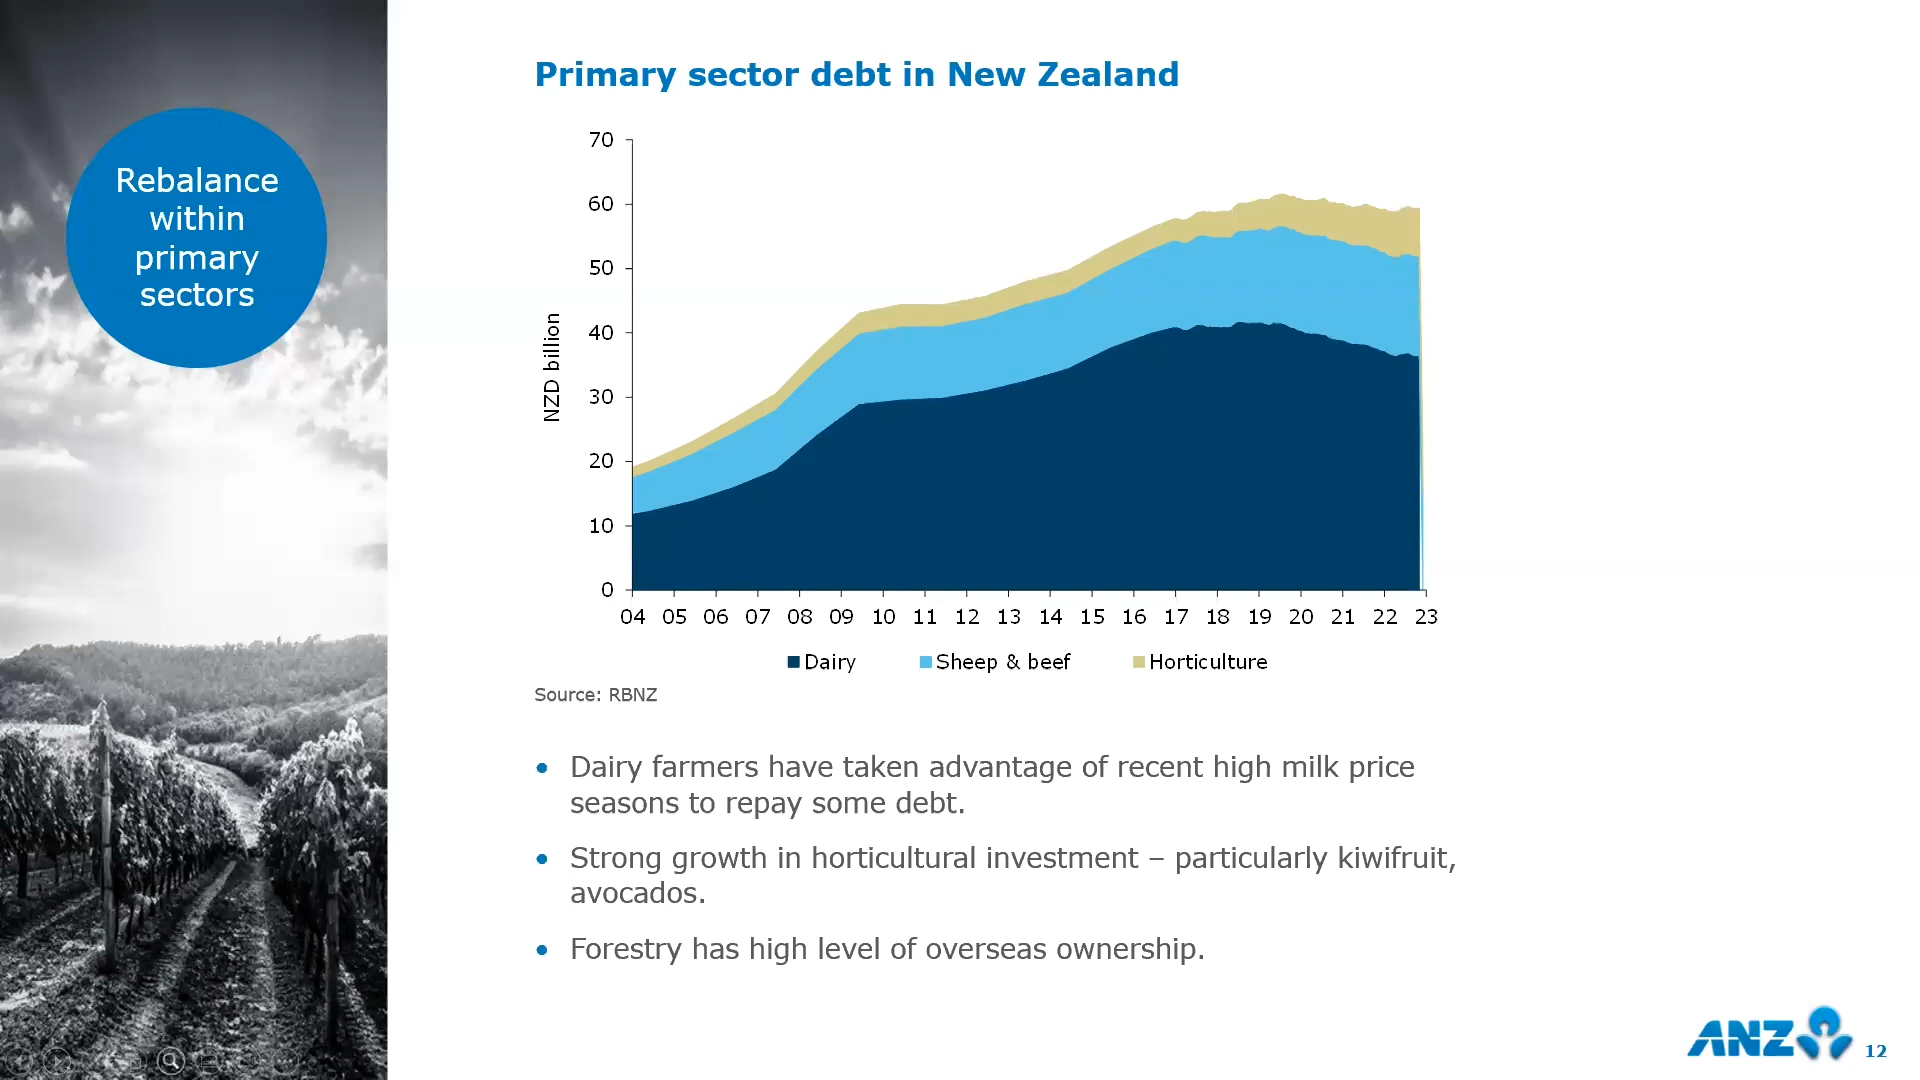 Rebalance
within
primary
sectors
Primary sector debt in New Zealand
NZD billion
70
60
50
40
30
20
10
0
04 05 06 07 08 09 10 11 12 13 14 15 16 17 18 19 20 21 22 23
Dairy Sheep & beef Horticulture
Source: RBNZ
• Dairy farmers have taken advantage of recent high milk price
seasons to repay some debt.
• Strong growth in horticultural investment – particularly kiwifruit,
avocados.
• Forestry has high level of overseas ownership.
ANZ
12